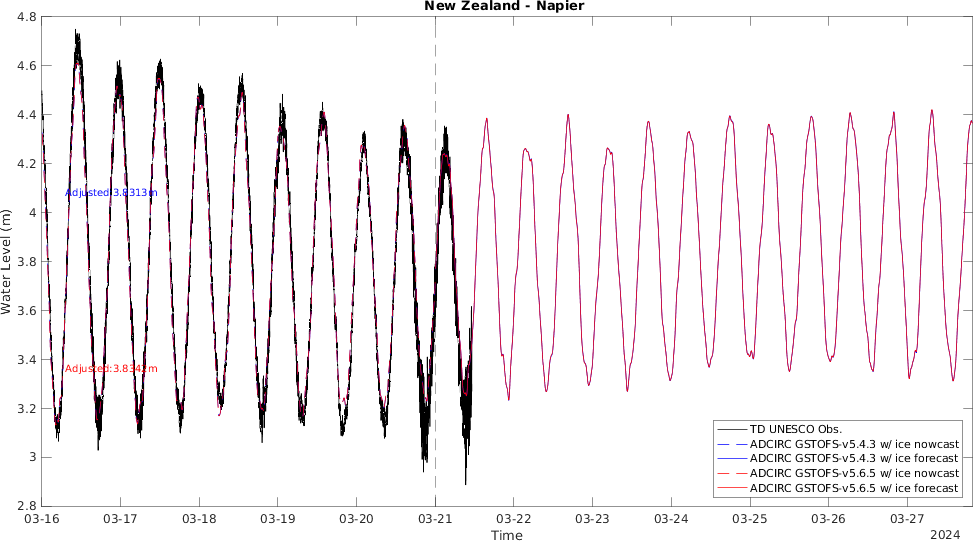 New Zealand - Napier
4.8
4.6
4.4
4.2
4
3.8
3.6
3.4
3.2
3
2.8
Water Level (m)
Adjusted:3.8313m
Adjusted:3.8342m
TD UNESCO Obs.
ADCIRC GSTOFS-v5.4.3 w/ ice nowcast
ADCIRC GSTOFS-v5.4.3 w/ ice forecast
ADCIRC GSTOFS-v5.6.5 w/ ice nowcast
ADCIRC GSTOFS-v5.6.5 w/ ice forecast
03-16 03-17 03-18 03-19 03-20 03-21 03-22 03-23 03-24 03-25 03-26 03-27
Time
2024